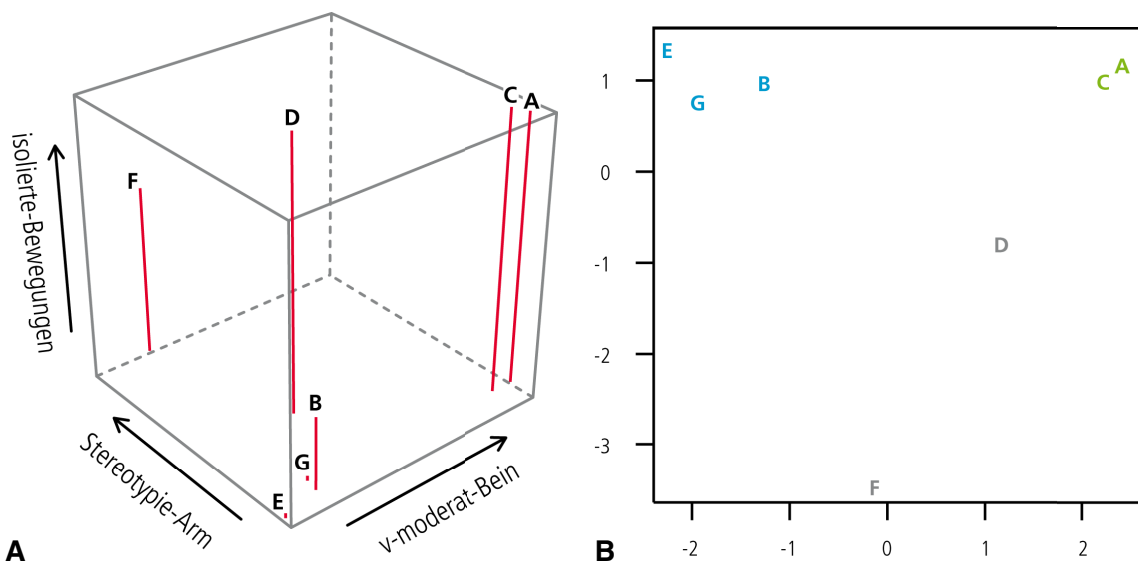 C
A
D
F
B
G
E
isolierte-Bewegungen
Stereotypie-Arm
v-moderat-Bein
A
E
G
B
C
A
D
F
1
0
-1
-2
-3
-2
-1
0
1
2
B